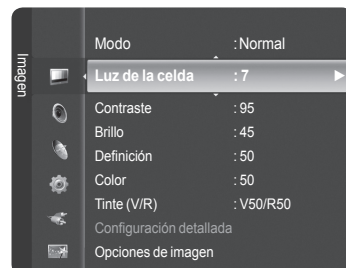 Imagen
Modo : Normal
Luz de la celda : 7
Contraste : 95
Brillo : 45
Definición : 50
Color : 50
Tinte (V/R) : V50/R50
Configuración detallada
Opciones de imagen